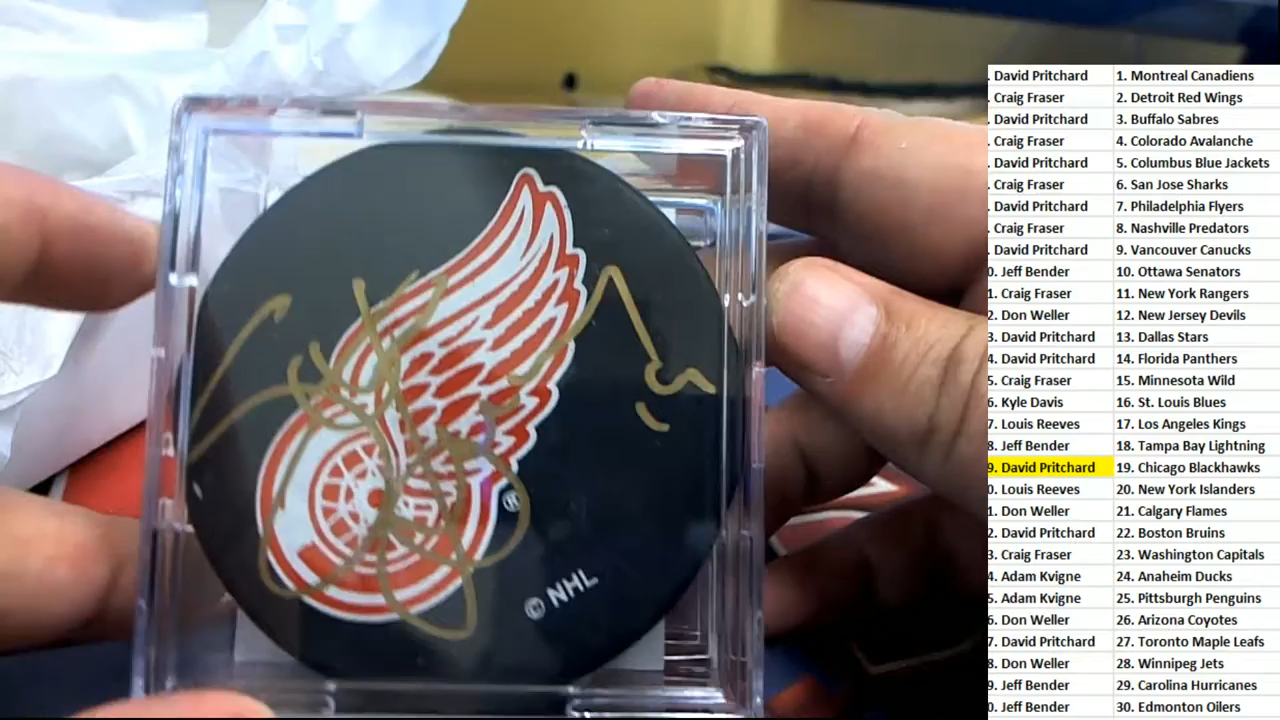 © NHL
®
. David Pritchard 1. Montreal Canadiens
. Craig Fraser 2. Detroit Red Wings
. David Pritchard 3. Buffalo Sabres
. Craig Fraser 4. Colorado Avalanche
. David Pritchard 5. Columbus Blue Jackets
. Craig Fraser 6. San Jose Sharks
. David Pritchard 7. Philadelphia Flyers
. Craig Fraser 8. Nashville Predators
. David Pritchard 9. Vancouver Canucks
0. Jeff Bender 10. Ottawa Senators
1. Craig Fraser 11. New York Rangers
2. Don Weller 12. New Jersey Devils
3. David Pritchard 13. Dallas Stars
4. David Pritchard 14. Florida Panthers
5. Craig Fraser 15. Minnesota Wild
6. Kyle Davis 16. St. Louis Blues
7. Louis Reeves 17. Los Angeles Kings
8. Jeff Bender 18. Tampa Bay Lightning
9. David Pritchard 19. Chicago Blackhawks
0. Louis Reeves 20. New York Islanders
1. Don Weller 21. Calgary Flames
2. David Pritchard 22. Boston Bruins
3. Craig Fraser 23. Washington Capitals
4. Adam Kvigne 24. Anaheim Ducks
5. Adam Kvigne 25. Pittsburgh Penguins
6. Don Weller 26. Arizona Coyotes
7. David Pritchard 27. Toronto Maple Leafs
8. Don Weller 28. Winnipeg Jets
9. Jeff Bender 29. Carolina Hurricanes
0. Jeff Bender 30. Edmonton Oilers